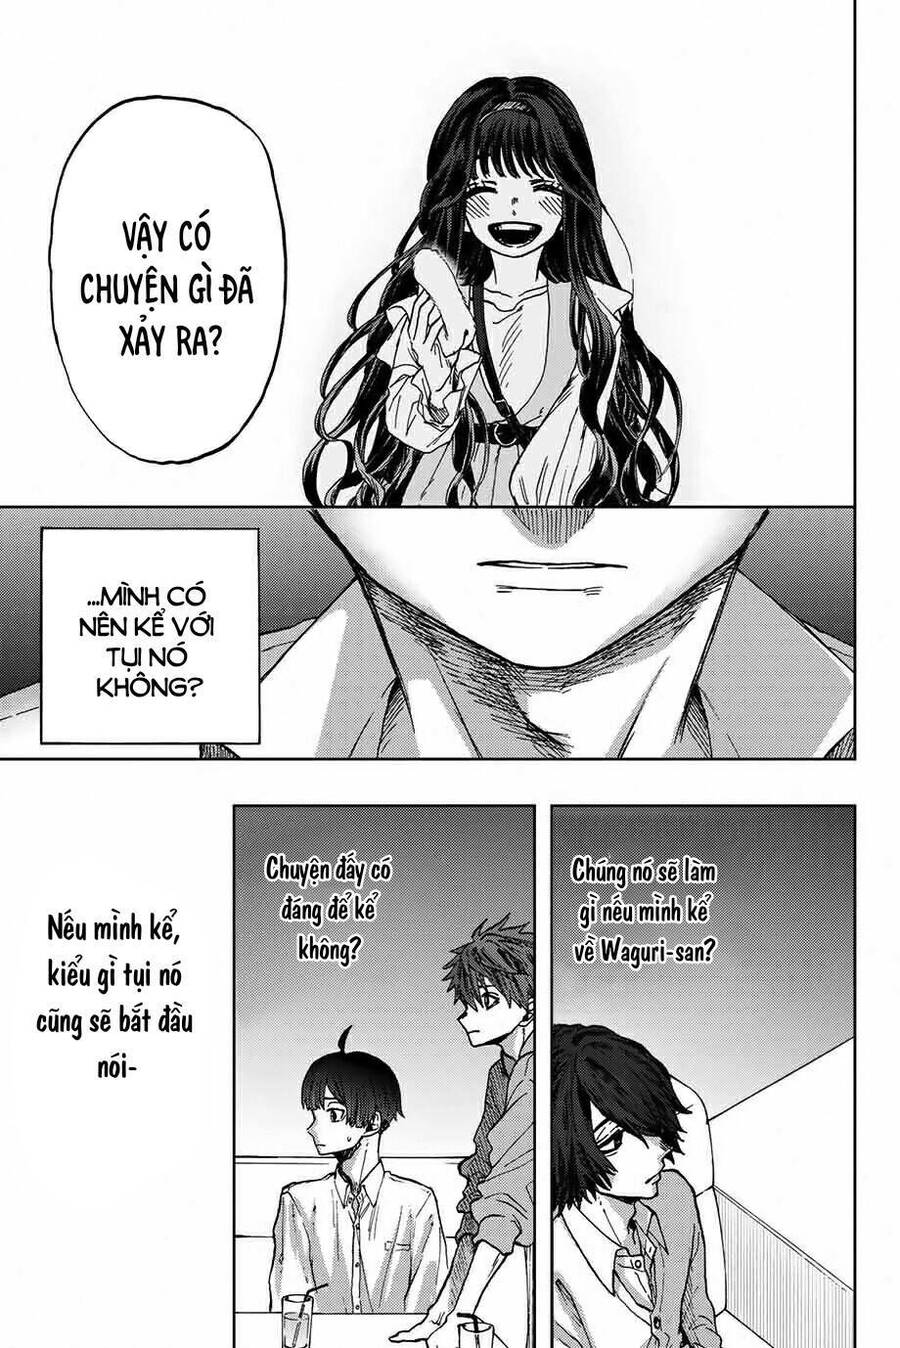 VẬY CÓ
CHUYỆN GÌ ĐÃ
XẢY RA?
...MÌNH CÓ
NÊN KỂ VỚI
TỤI NÓ
KHÔNG?
Chúng nó sẽ làm
gì nếu mình kể
về Waguri-san?
Chuyện đấy có
đáng để kể
không?
Nếu mình kể,
kiểu gì tụi nó
cũng sẽ bắt đầu
nói-